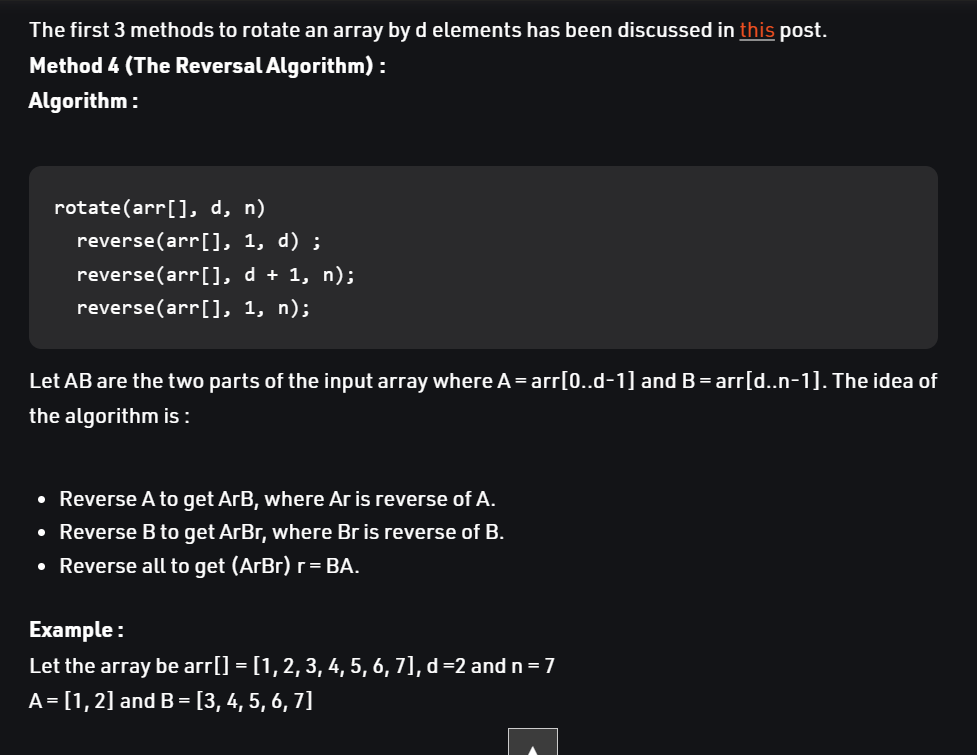 The first 3 methods to rotate an array by d elements has been discussed in this post.
Method 4 (The Reversal Algorithm) :
Algorithm :
rotate(arr[], d, n)
  reverse(arr[], 1, d) ;
  reverse(arr[], d + 1, n);
  reverse(arr[], 1, n);
Let AB are the two parts of the input array where A = arr[0..d-1] and B = arr[d..n-1]. The idea of
the algorithm is :
• Reverse A to get ArB, where Ar is reverse of A.
• Reverse B to get ArBr, where Br is reverse of B.
• Reverse all to get (ArBr) r = BA.
Example :
Let the array be arr[] = [1, 2, 3, 4, 5, 6, 7], d =2 and n = 7
A = [1, 2] and B = [3, 4, 5, 6, 7]